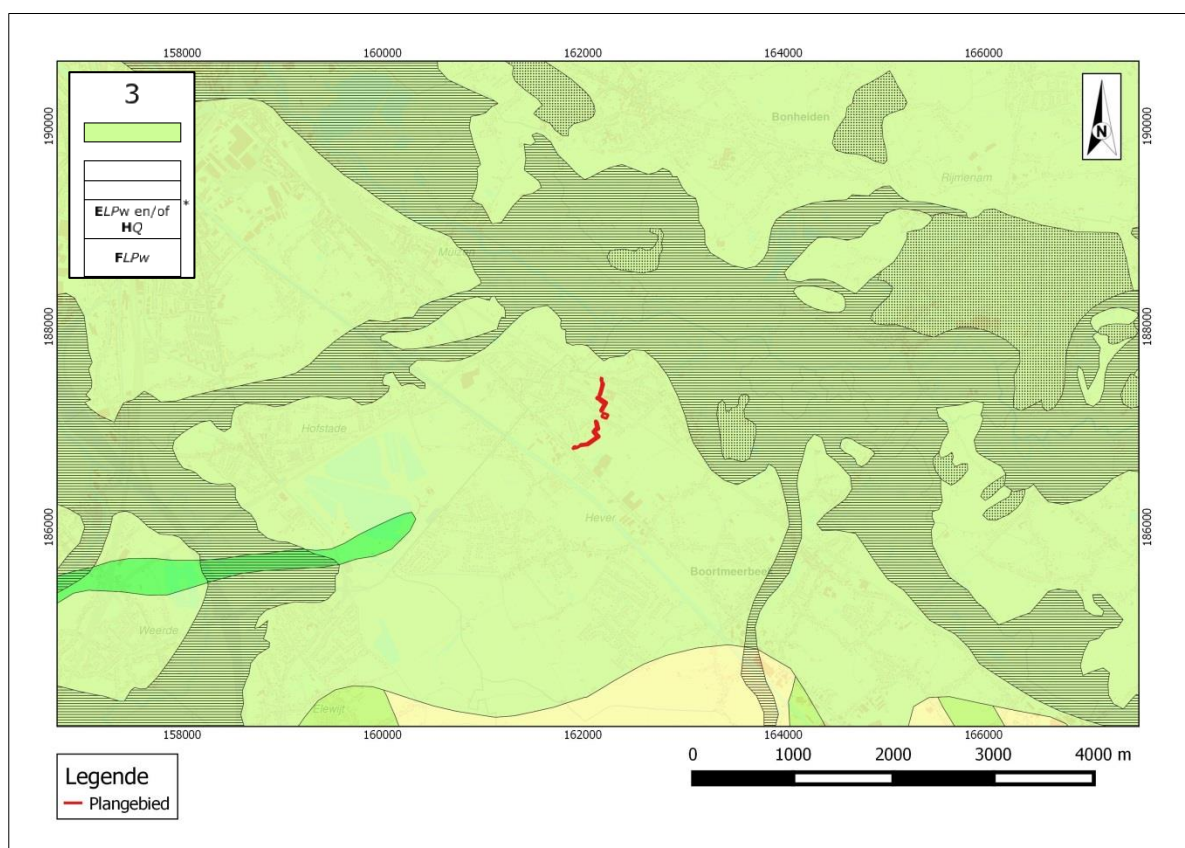 158000 160000 162000 164000 166000
190000
188000
186000
3
ELPw en/of *
HQ
FLPw
N
Bonheiden
Rijmenam
Muizen
Hofstade
Hever
Boortmeerbeek
Weerde
Elewijt
190000
188000
186000
158000 160000 162000 164000 166000
Legende
Plangebied
0 1000 2000 3000 4000 m